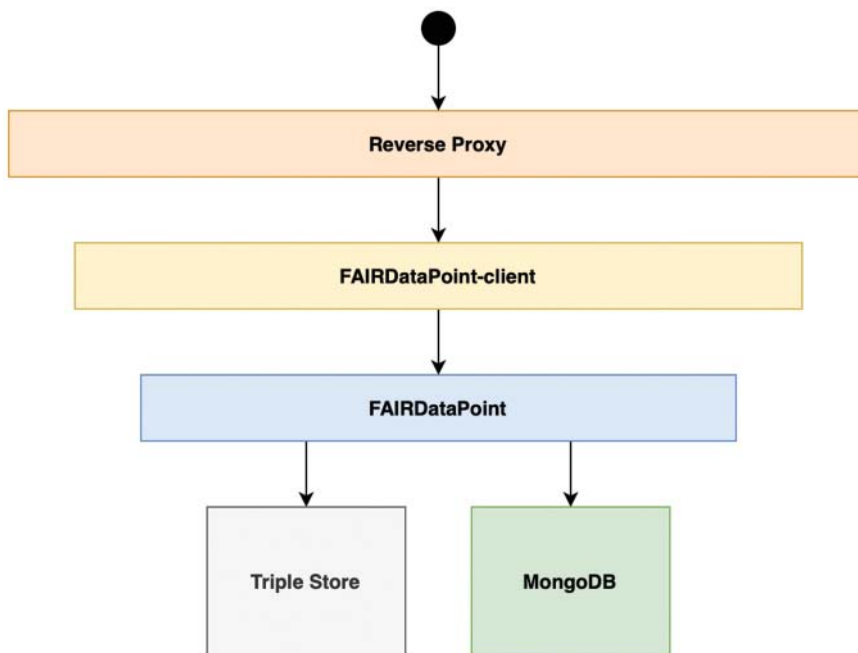 Reverse Proxy
FAIRDataPoint-client
FAIRDataPoint
Triple Store
MongoDB